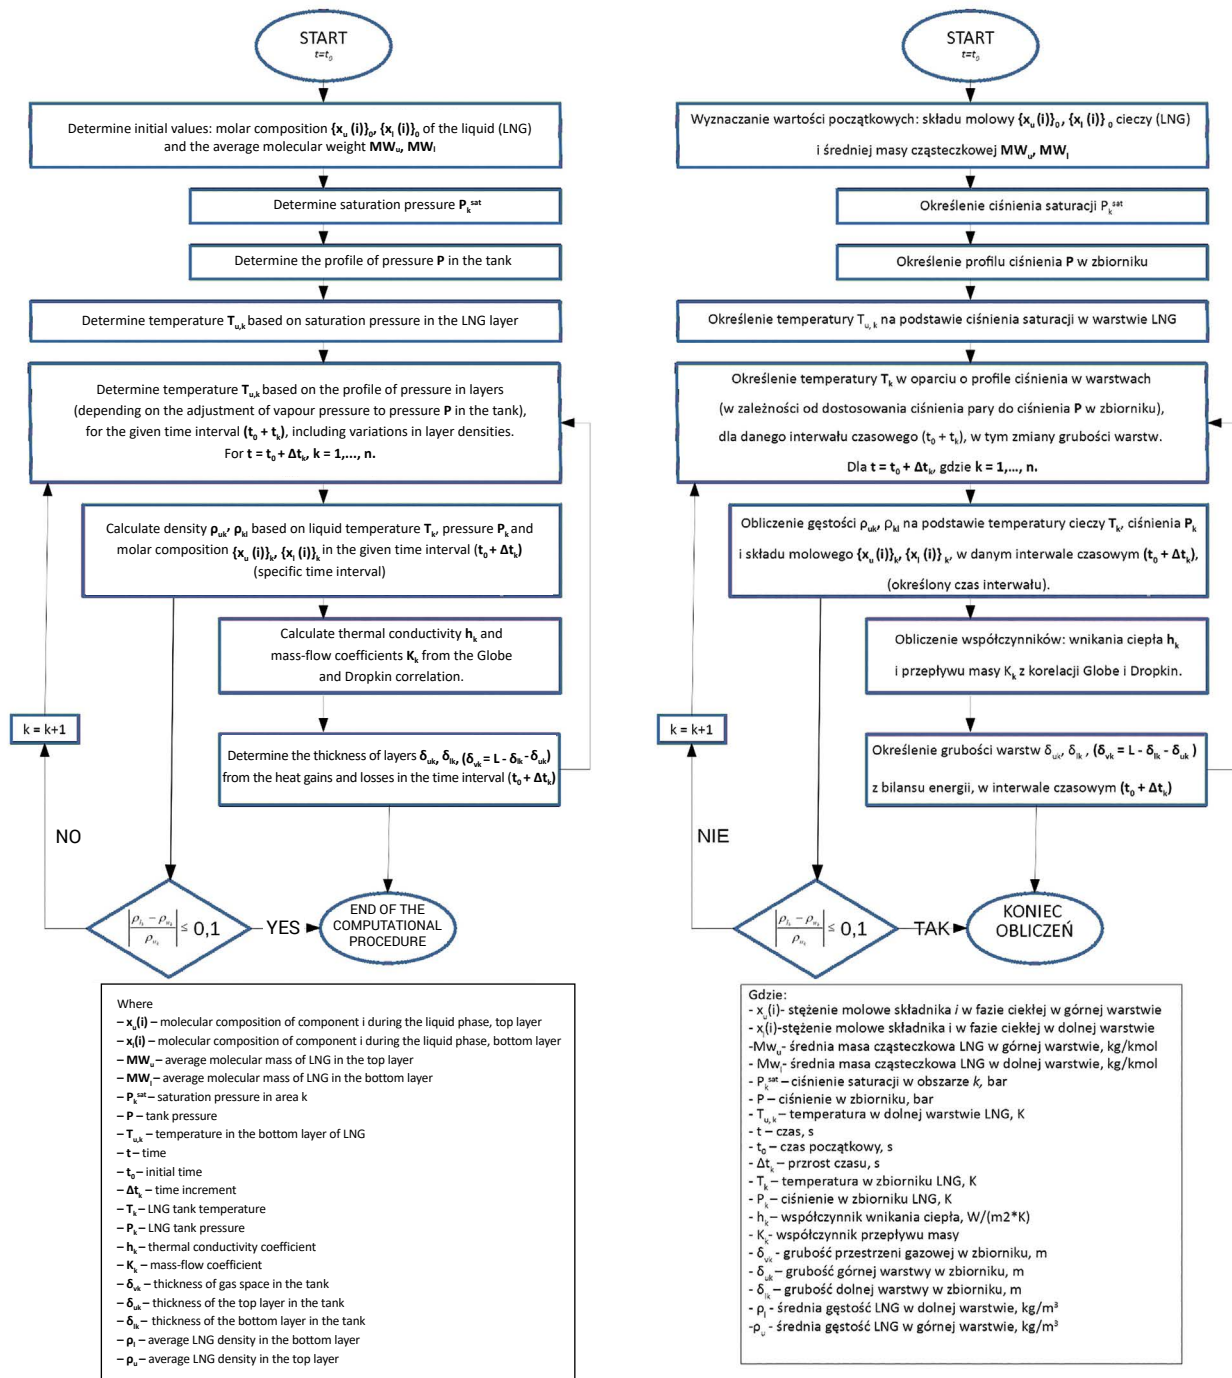 START
t=t₀
Determine initial values: molar composition {xᵤ (i)}₀, {xₗ (i)}₀ of the liquid (LNG)
and the average molecular weight MWᵤ, MWₗ
Determine saturation pressure Pₖˢᵃᵗ
Determine the profile of pressure P in the tank
Determine temperature Tᵤ,ₖ based on saturation pressure in the LNG layer
Determine temperature Tᵤ,ₖ based on the profile of pressure in layers
(depending on the adjustment of vapour pressure to pressure P in the tank),
for the given time interval (t₀ + tₖ), including variations in layer densities.
For t = t₀ + Δtₖ, k = 1,..., n.
Calculate density ρᵤₖ, ρₖₗ based on liquid temperature Tₖ, pressure Pₖ and
molar composition {xᵤ (i)}ₖ, {xₗ (i)}ₖ in the given time interval (t₀ + Δtₖ)
(specific time interval)
Calculate thermal conductivity hₖ and
mass-flow coefficients Kₖ from the Globe
and Dropkin correlation.
k = k+1
Determine the thickness of layers δᵤₖ, δₗₖ, (δᵥₖ = L - δₗₖ - δᵤₖ)
from the heat gains and losses in the time interval (t₀ + Δtₖ)
NO
|(ρₗₖ − ρᵤₖ)/ρᵤₖ| ≤ 0,1
YES
END OF THE
COMPUTATIONAL
PROCEDURE
Where
– xᵤ(i) – molecular composition of component i during the liquid phase, top layer
– xₗ(i) – molecular composition of component i during the liquid phase, bottom layer
– MWᵤ – average molecular mass of LNG in the top layer
– MWₗ – average molecular mass of LNG in the bottom layer
– Pₖˢᵃᵗ – saturation pressure in area k
– P – tank pressure
– Tᵤ,ₖ – temperature in the bottom layer of LNG
– t – time
– t₀ – initial time
– Δtₖ – time increment
– Tₖ – LNG tank temperature
– Pₖ – LNG tank pressure
– hₖ – thermal conductivity coefficient
– Kₖ – mass-flow coefficient
– δᵥₖ – thickness of gas space in the tank
– δᵤₖ – thickness of the top layer in the tank
– δₗₖ – thickness of the bottom layer in the tank
– ρₗ – average LNG density in the bottom layer
– ρᵤ – average LNG density in the top layer
START
t=t₀
Wyznaczanie wartości początkowych: składu molowy {xᵤ (i)}₀, {xₗ (i)} ₀ cieczy (LNG)
i średniej masy cząsteczkowej MWᵤ, MWₗ
Określenie ciśnienia saturacji Pₖˢᵃᵗ
Określenie profilu ciśnienia P w zbiorniku
Określenie temperatury Tᵤ,ₖ na podstawie ciśnienia saturacji w warstwie LNG
Określenie temperatury Tₖ w oparciu o profile ciśnienia w warstwach
(w zależności od dostosowania ciśnienia pary do ciśnienia P w zbiorniku),
dla danego interwału czasowego (t₀ + tₖ), w tym zmiany grubości warstw.
Dla t = t₀ + Δtₖ, gdzie k = 1,..., n.
Obliczenie gęstości ρᵤₖ, ρₖₗ na podstawie temperatury cieczy Tₖ, ciśnienia Pₖ
i składu molowego {xᵤ (i)}ₖ, {xₗ (i)} ₖ, w danym interwale czasowym (t₀ + Δtₖ),
(określony czas interwału).
Obliczenie współczynników: wnikania ciepła hₖ
i przepływu masy Kₖ z korelacji Globe i Dropkin.
k = k+1
Określenie grubości warstw δᵤₖ, δₗₖ , (δᵥₖ = L - δₗₖ - δᵤₖ)
z bilansu energii, w interwale czasowym (t₀ + Δtₖ)
NIE
|(ρₗₖ − ρᵤₖ)/ρᵤₖ| ≤ 0,1
TAK
KONIEC
OBLICZEŃ
Gdzie:
- xᵤ(i)- stężenie molowe składnika i w fazie ciekłej w górnej warstwie
- xₗ(i)-stężenie molowe składnika i w fazie ciekłej w dolnej warstwie
-Mwᵤ- średnia masa cząsteczkowa LNG w górnej warstwie, kg/kmol
- Mwₗ- średnia masa cząsteczkowa LNG w dolnej warstwie, kg/kmol
- Pₖˢᵃᵗ – ciśnienie saturacji w obszarze k, bar
- P – ciśnienie w zbiorniku, bar
- Tᵤ,ₖ – temperatura w dolnej warstwie LNG, K
- t – czas, s
- t₀ – czas początkowy, s
- Δtₖ – przrost czasu, s
- Tₖ – temperatura w zbiorniku LNG, K
- Pₖ – ciśnienie w zbiorniku LNG, K
- hₖ – współczynnik wnikania ciepła, W/(m2*K)
- Kₖ- współczynnik przepływu masy
- δᵥₖ - grubość przestrzeni gazowej w zbiorniku, m
- δᵤₖ – grubość górnej warstwy w zbiorniku, m
- δₗₖ – grubość dolnej warstwy w zbiorniku, m
- ρₗ - średnia gęstość LNG w dolnej warstwie, kg/m³
-ρᵤ - średnia gęstość LNG w górnej warstwie, kg/m³